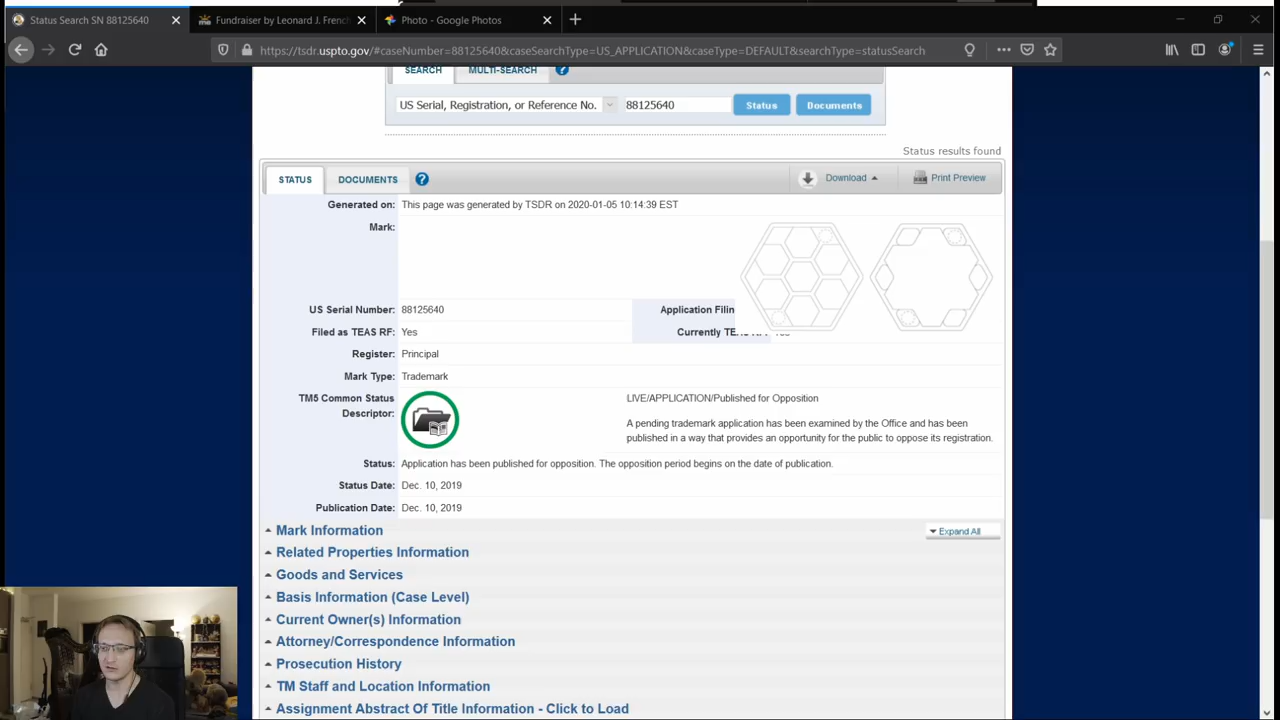 Status Search SN 88125640
Fundraiser by Leonard J. French
Photo - Google Photos
https://tsdr.uspto.gov/#caseNumber=88125640&caseSearchType=US_APPLICATION&caseType=DEFAULT&searchType=statusSearch
SEARCH MULTI-SEARCH ?
US Serial, Registration, or Reference No. 88125640 Status Documents
Status results found
STATUS DOCUMENTS ? Download Print Preview
Generated on: This page was generated by TSDR on 2020-01-05 10:14:39 EST
Mark:
US Serial Number: 88125640 Application Filin
Filed as TEAS RF: Yes Currently
Register: Principal
Mark Type: Trademark
TM5 Common Status LIVE/APPLICATION/Published for Opposition
Descriptor:
A pending trademark application has been examined by the Office and has been
published in a way that provides an opportunity for the public to oppose its registration.
Status: Application has been published for opposition. The opposition period begins on the date of publication.
Status Date: Dec. 10, 2019
Publication Date: Dec. 10, 2019
Mark Information Expand All
Related Properties Information
Goods and Services
Basis Information (Case Level)
Current Owner(s) Information
Attorney/Correspondence Information
Prosecution History
TM Staff and Location Information
Assignment Abstract Of Title Information - Click to Load